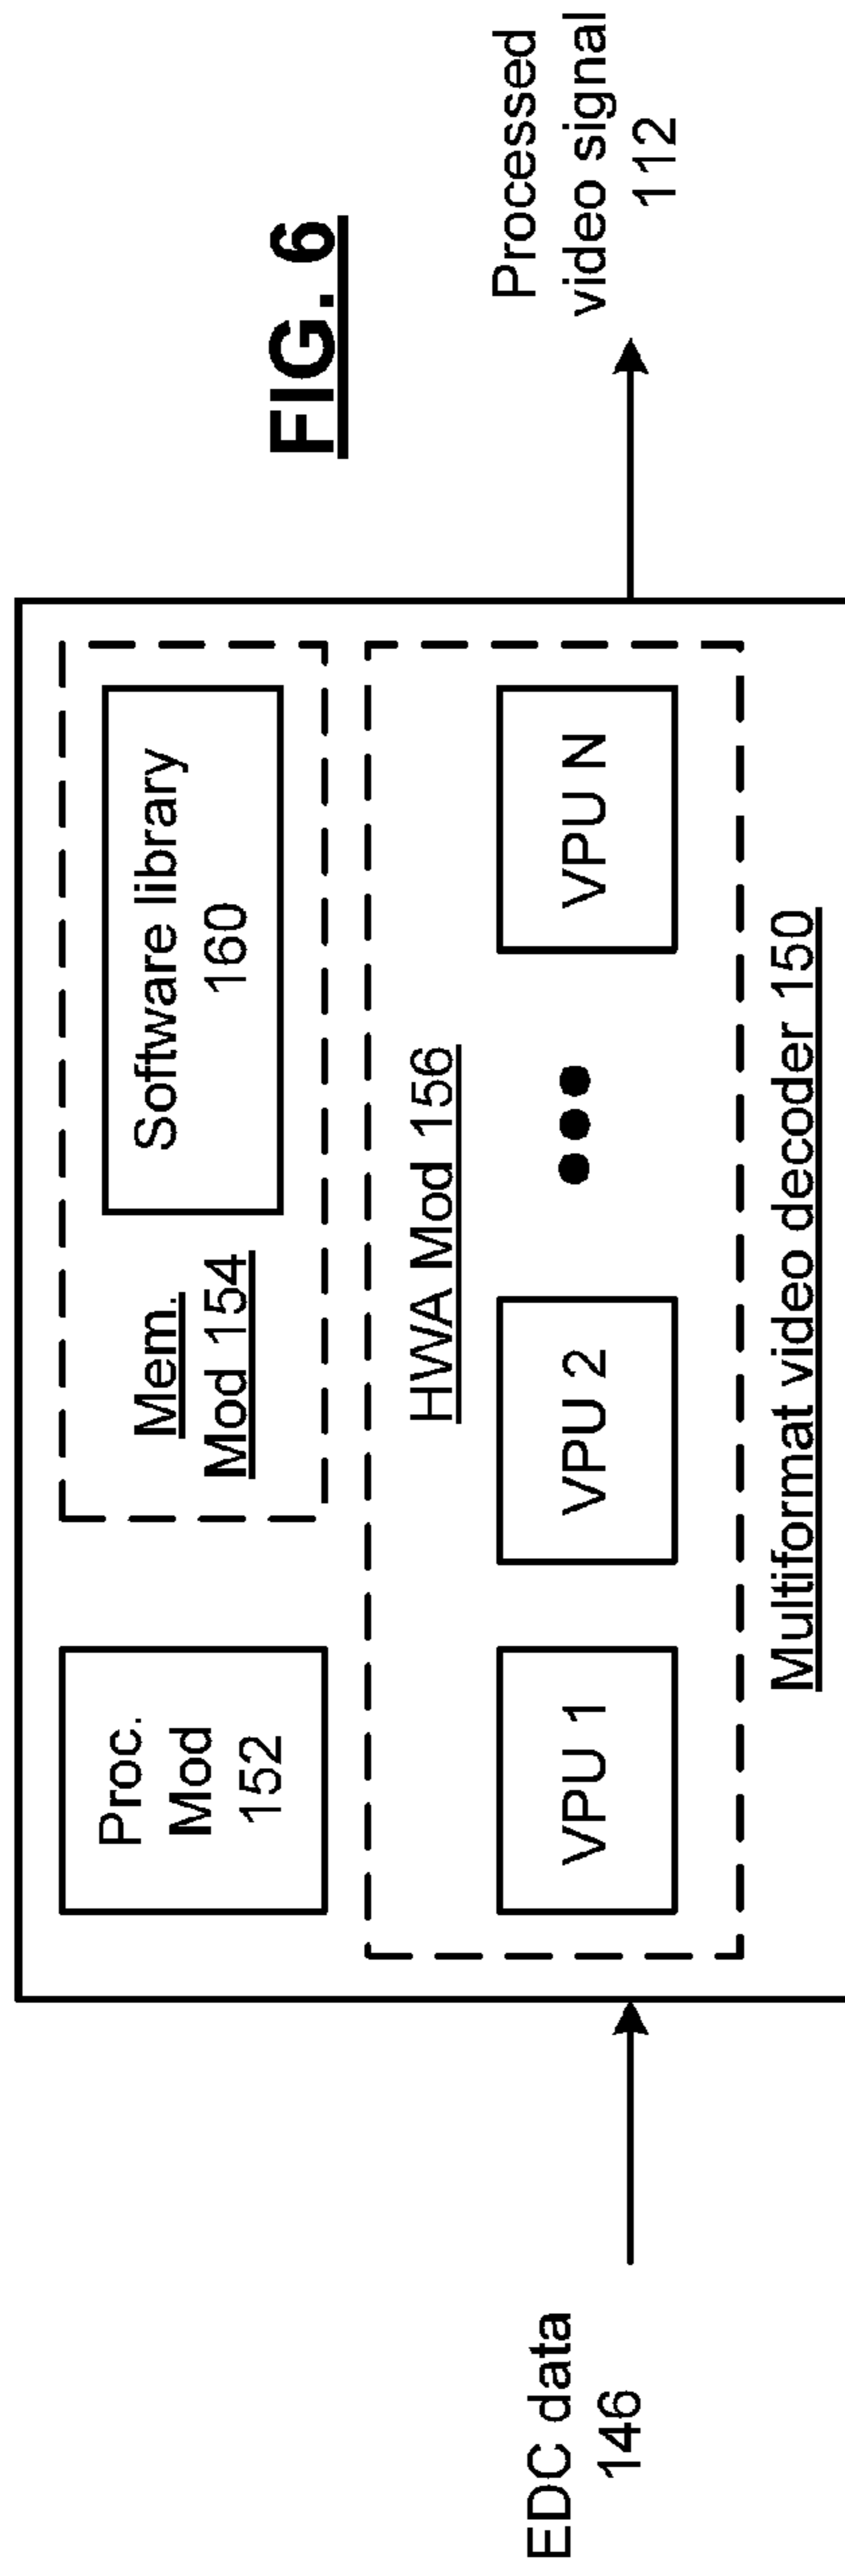 FIG. 6
Proc.
Mod
152
Mem.
Mod 154
Software library
160
HWA Mod 156
VPU 1
VPU 2
VPU N
Multiformat video decoder 150
EDC data
146
Processed
video signal
112